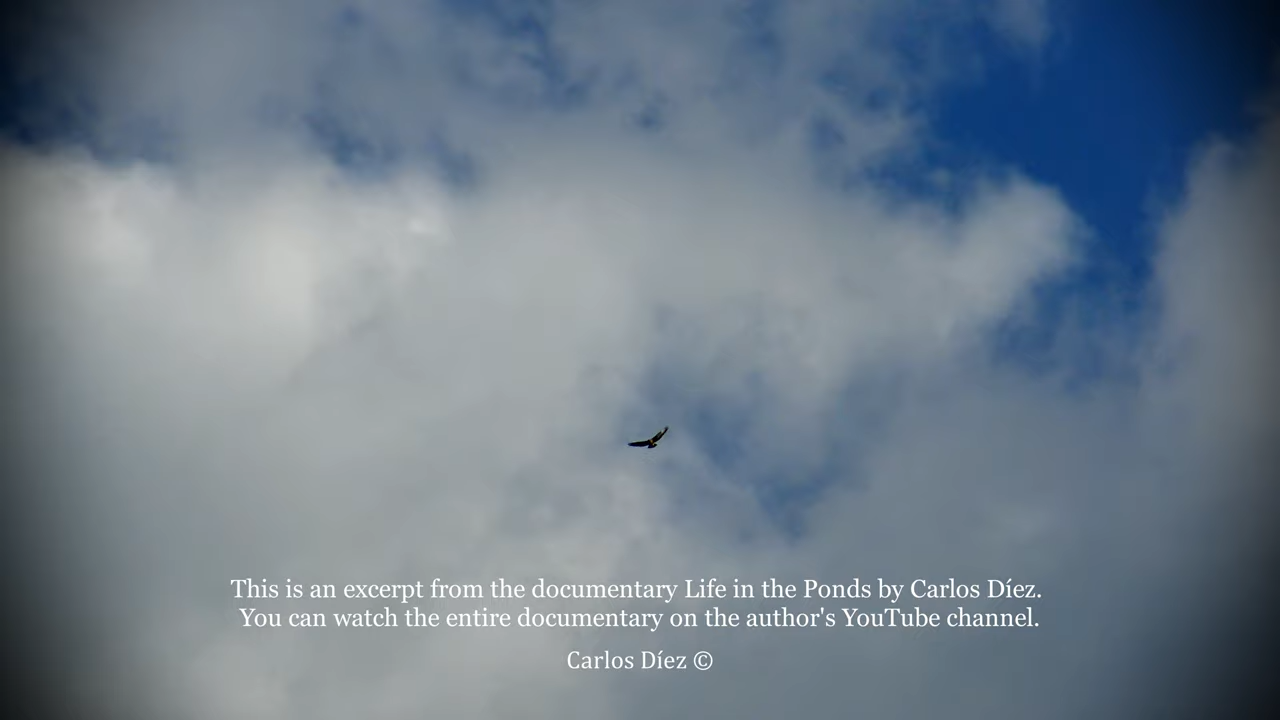 This is an excerpt from the documentary Life in the Ponds by Carlos Díez.
You can watch the entire documentary on the author's YouTube channel.
Carlos Díez ©